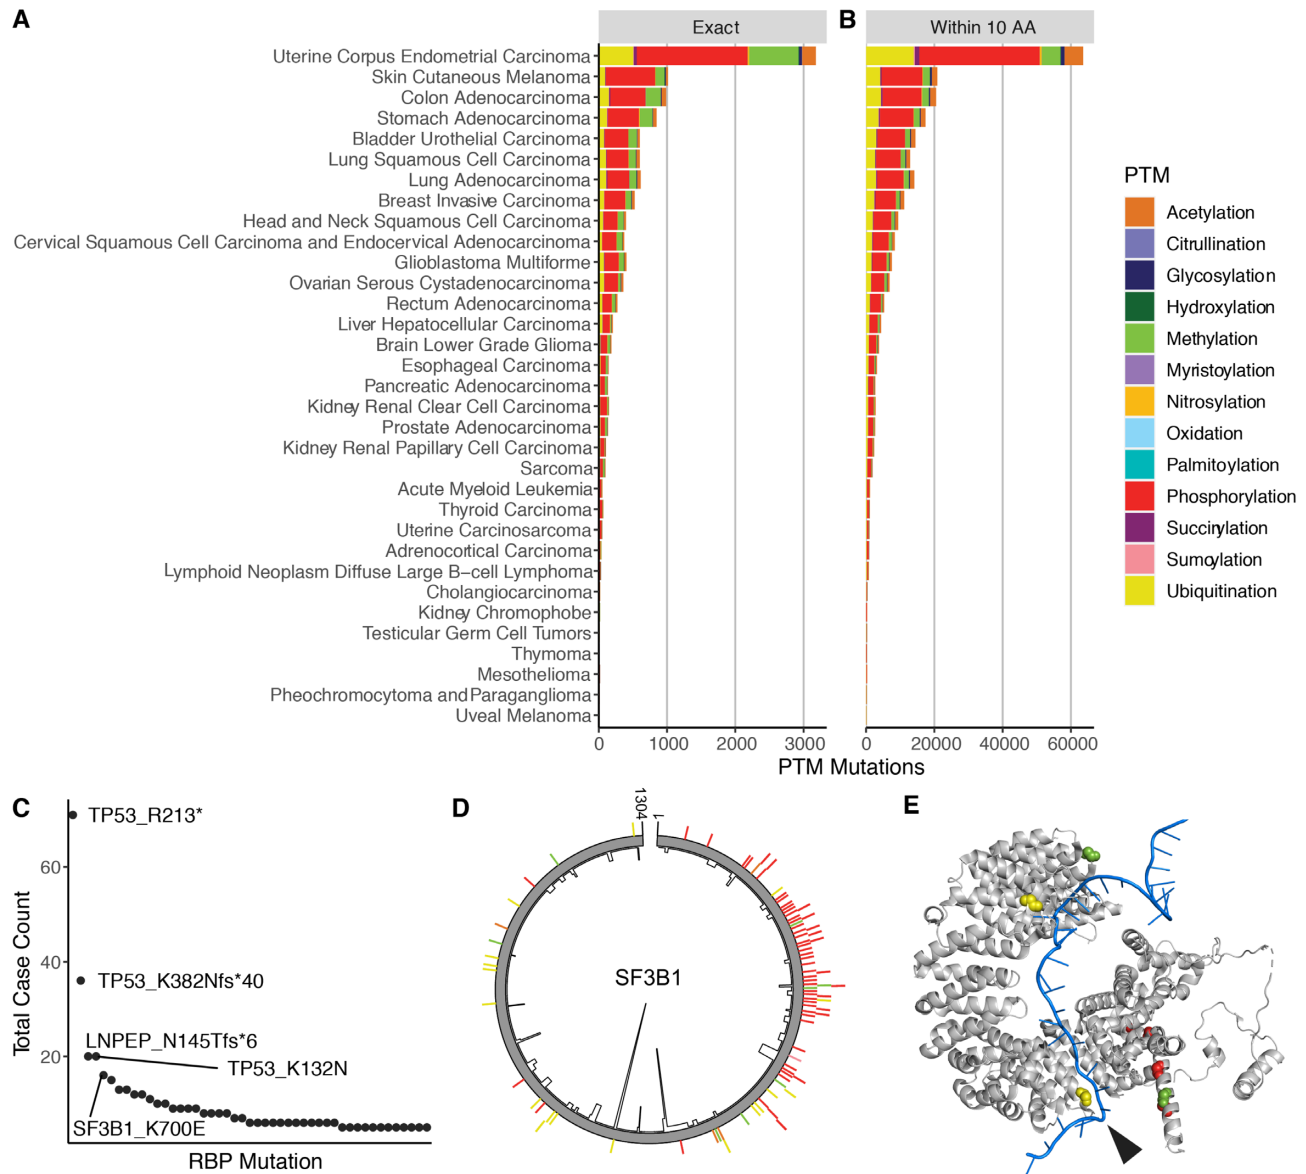 A
Exact
B
Within 10 AA
Uterine Corpus Endometrial Carcinoma
Skin Cutaneous Melanoma
Colon Adenocarcinoma
Stomach Adenocarcinoma
Bladder Urothelial Carcinoma
Lung Squamous Cell Carcinoma
Lung Adenocarcinoma
Breast Invasive Carcinoma
Head and Neck Squamous Cell Carcinoma
Cervical Squamous Cell Carcinoma and Endocervical Adenocarcinoma
Glioblastoma Multiforme
Ovarian Serous Cystadenocarcinoma
Rectum Adenocarcinoma
Liver Hepatocellular Carcinoma
Brain Lower Grade Glioma
Esophageal Carcinoma
Pancreatic Adenocarcinoma
Kidney Renal Clear Cell Carcinoma
Prostate Adenocarcinoma
Kidney Renal Papillary Cell Carcinoma
Sarcoma
Acute Myeloid Leukemia
Thyroid Carcinoma
Uterine Carcinosarcoma
Adrenocortical Carcinoma
Lymphoid Neoplasm Diffuse Large B−cell Lymphoma
Cholangiocarcinoma
Kidney Chromophobe
Testicular Germ Cell Tumors
Thymoma
Mesothelioma
Pheochromocytoma and Paraganglioma
Uveal Melanoma
0 1000 2000 3000
0 20000 40000 60000
PTM Mutations
PTM
Acetylation
Citrullination
Glycosylation
Hydroxylation
Methylation
Myristoylation
Nitrosylation
Oxidation
Palmitoylation
Phosphorylation
Succinylation
Sumoylation
Ubiquitination
C
Total Case Count
60
40
20
TP53_R213*
TP53_K382Nfs*40
LNPEP_N145Tfs*6
TP53_K132N
SF3B1_K700E
RBP Mutation
D
1304
1
SF3B1
E